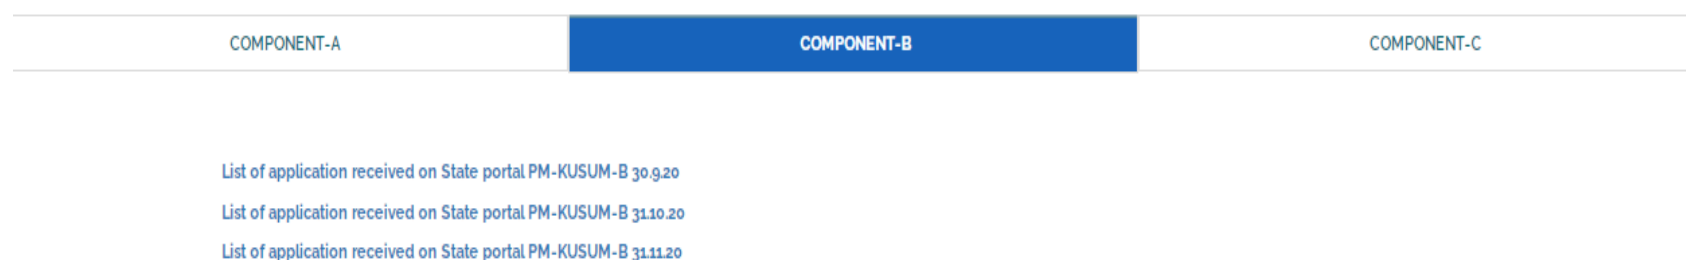 COMPONENT-A COMPONENT-B COMPONENT-C
List of application received on State portal PM-KUSUM-B 30.9.20
List of application received on State portal PM-KUSUM-B 31.10.20
List of application received on State portal PM-KUSUM-B 31.11.20